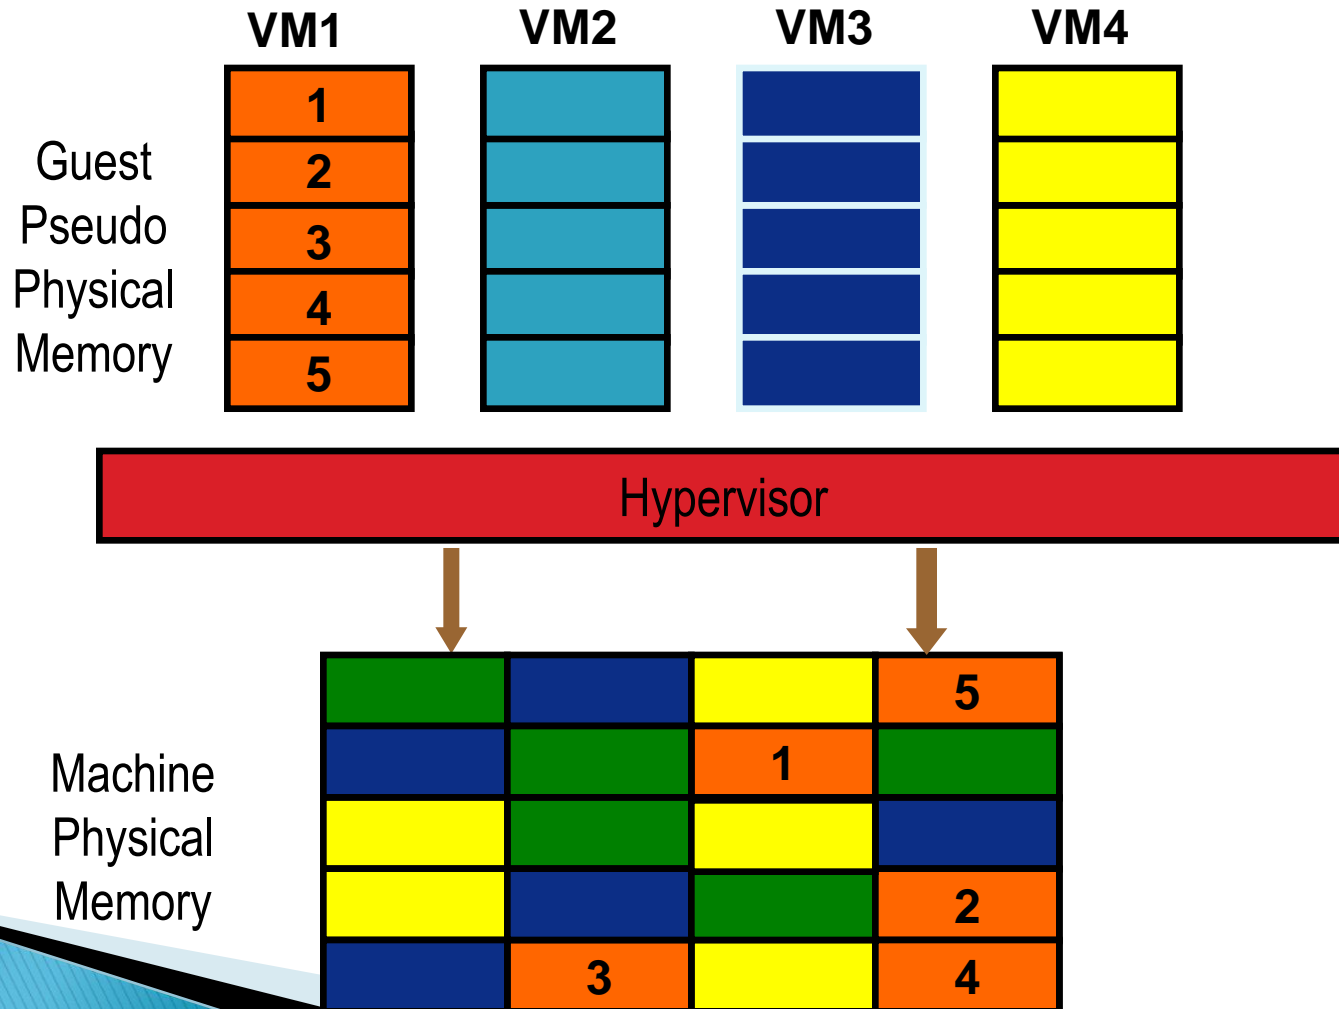 VM1 VM2 VM3 VM4
1
2
3
4
5
Guest
Pseudo
Physical
Memory
Hypervisor
5
1
2
3 4
Machine
Physical
Memory